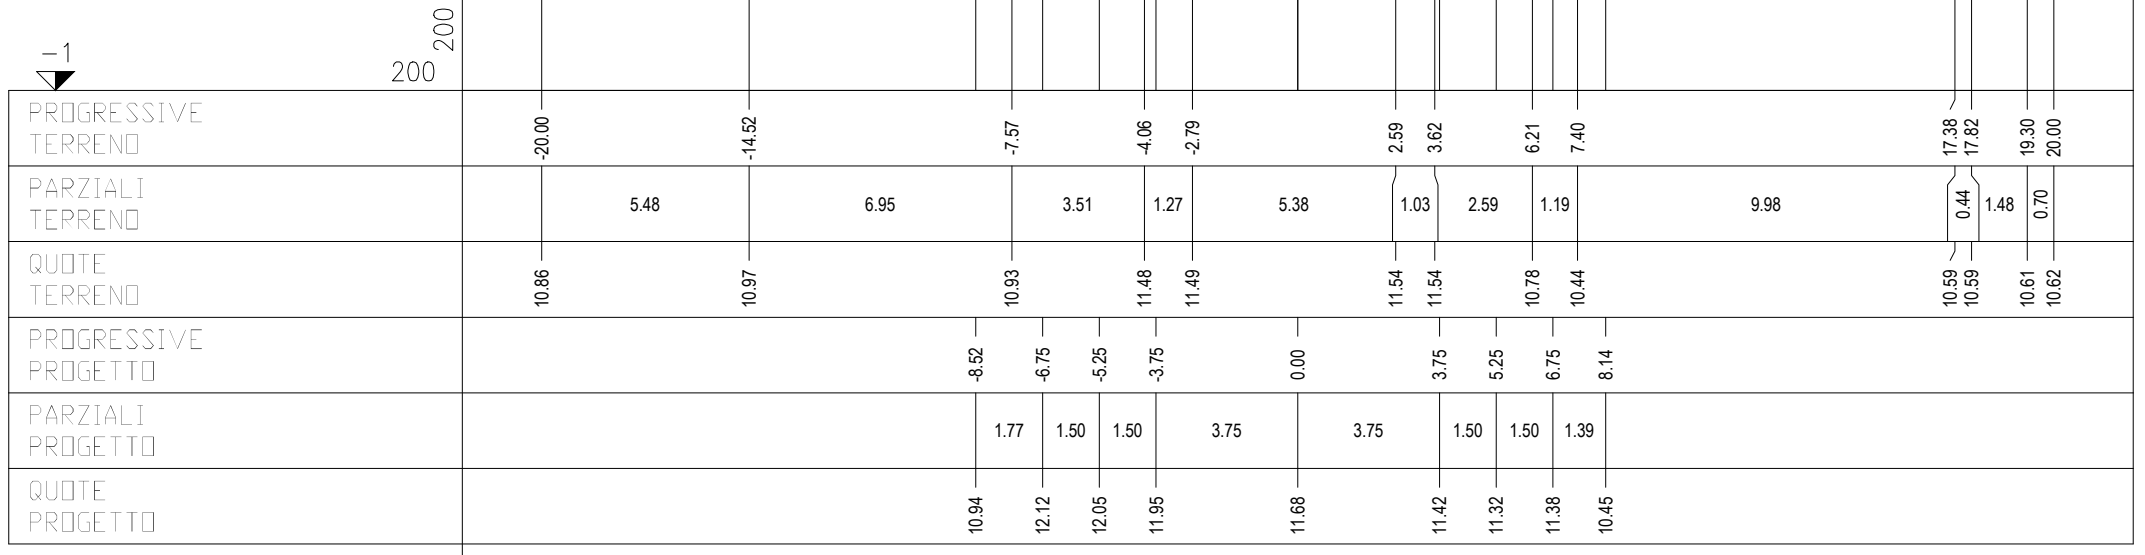 200
-1
200
PROGRESSIVE
TERRENO
-20.00 -14.52 -7.57 -4.06 -2.79 2.59 3.62 6.21 7.40 17.38 17.82 19.30 20.00
PARZIALI
TERRENO
5.48 6.95 3.51 1.27 5.38 1.03 2.59 1.19 9.98 0.44 1.48 0.70
QUOTE
TERRENO
10.86 10.97 10.93 11.48 11.49 11.54 11.54 10.78 10.44 10.59 10.59 10.61 10.62
PROGRESSIVE
PROGETTO
-8.52 -6.75 -5.25 -3.75 0.00 3.75 5.25 6.75 8.14
PARZIALI
PROGETTO
1.77 1.50 1.50 3.75 3.75 1.50 1.50 1.39
QUOTE
PROGETTO
10.94 12.12 12.05 11.95 11.68 11.42 11.32 11.38 10.45